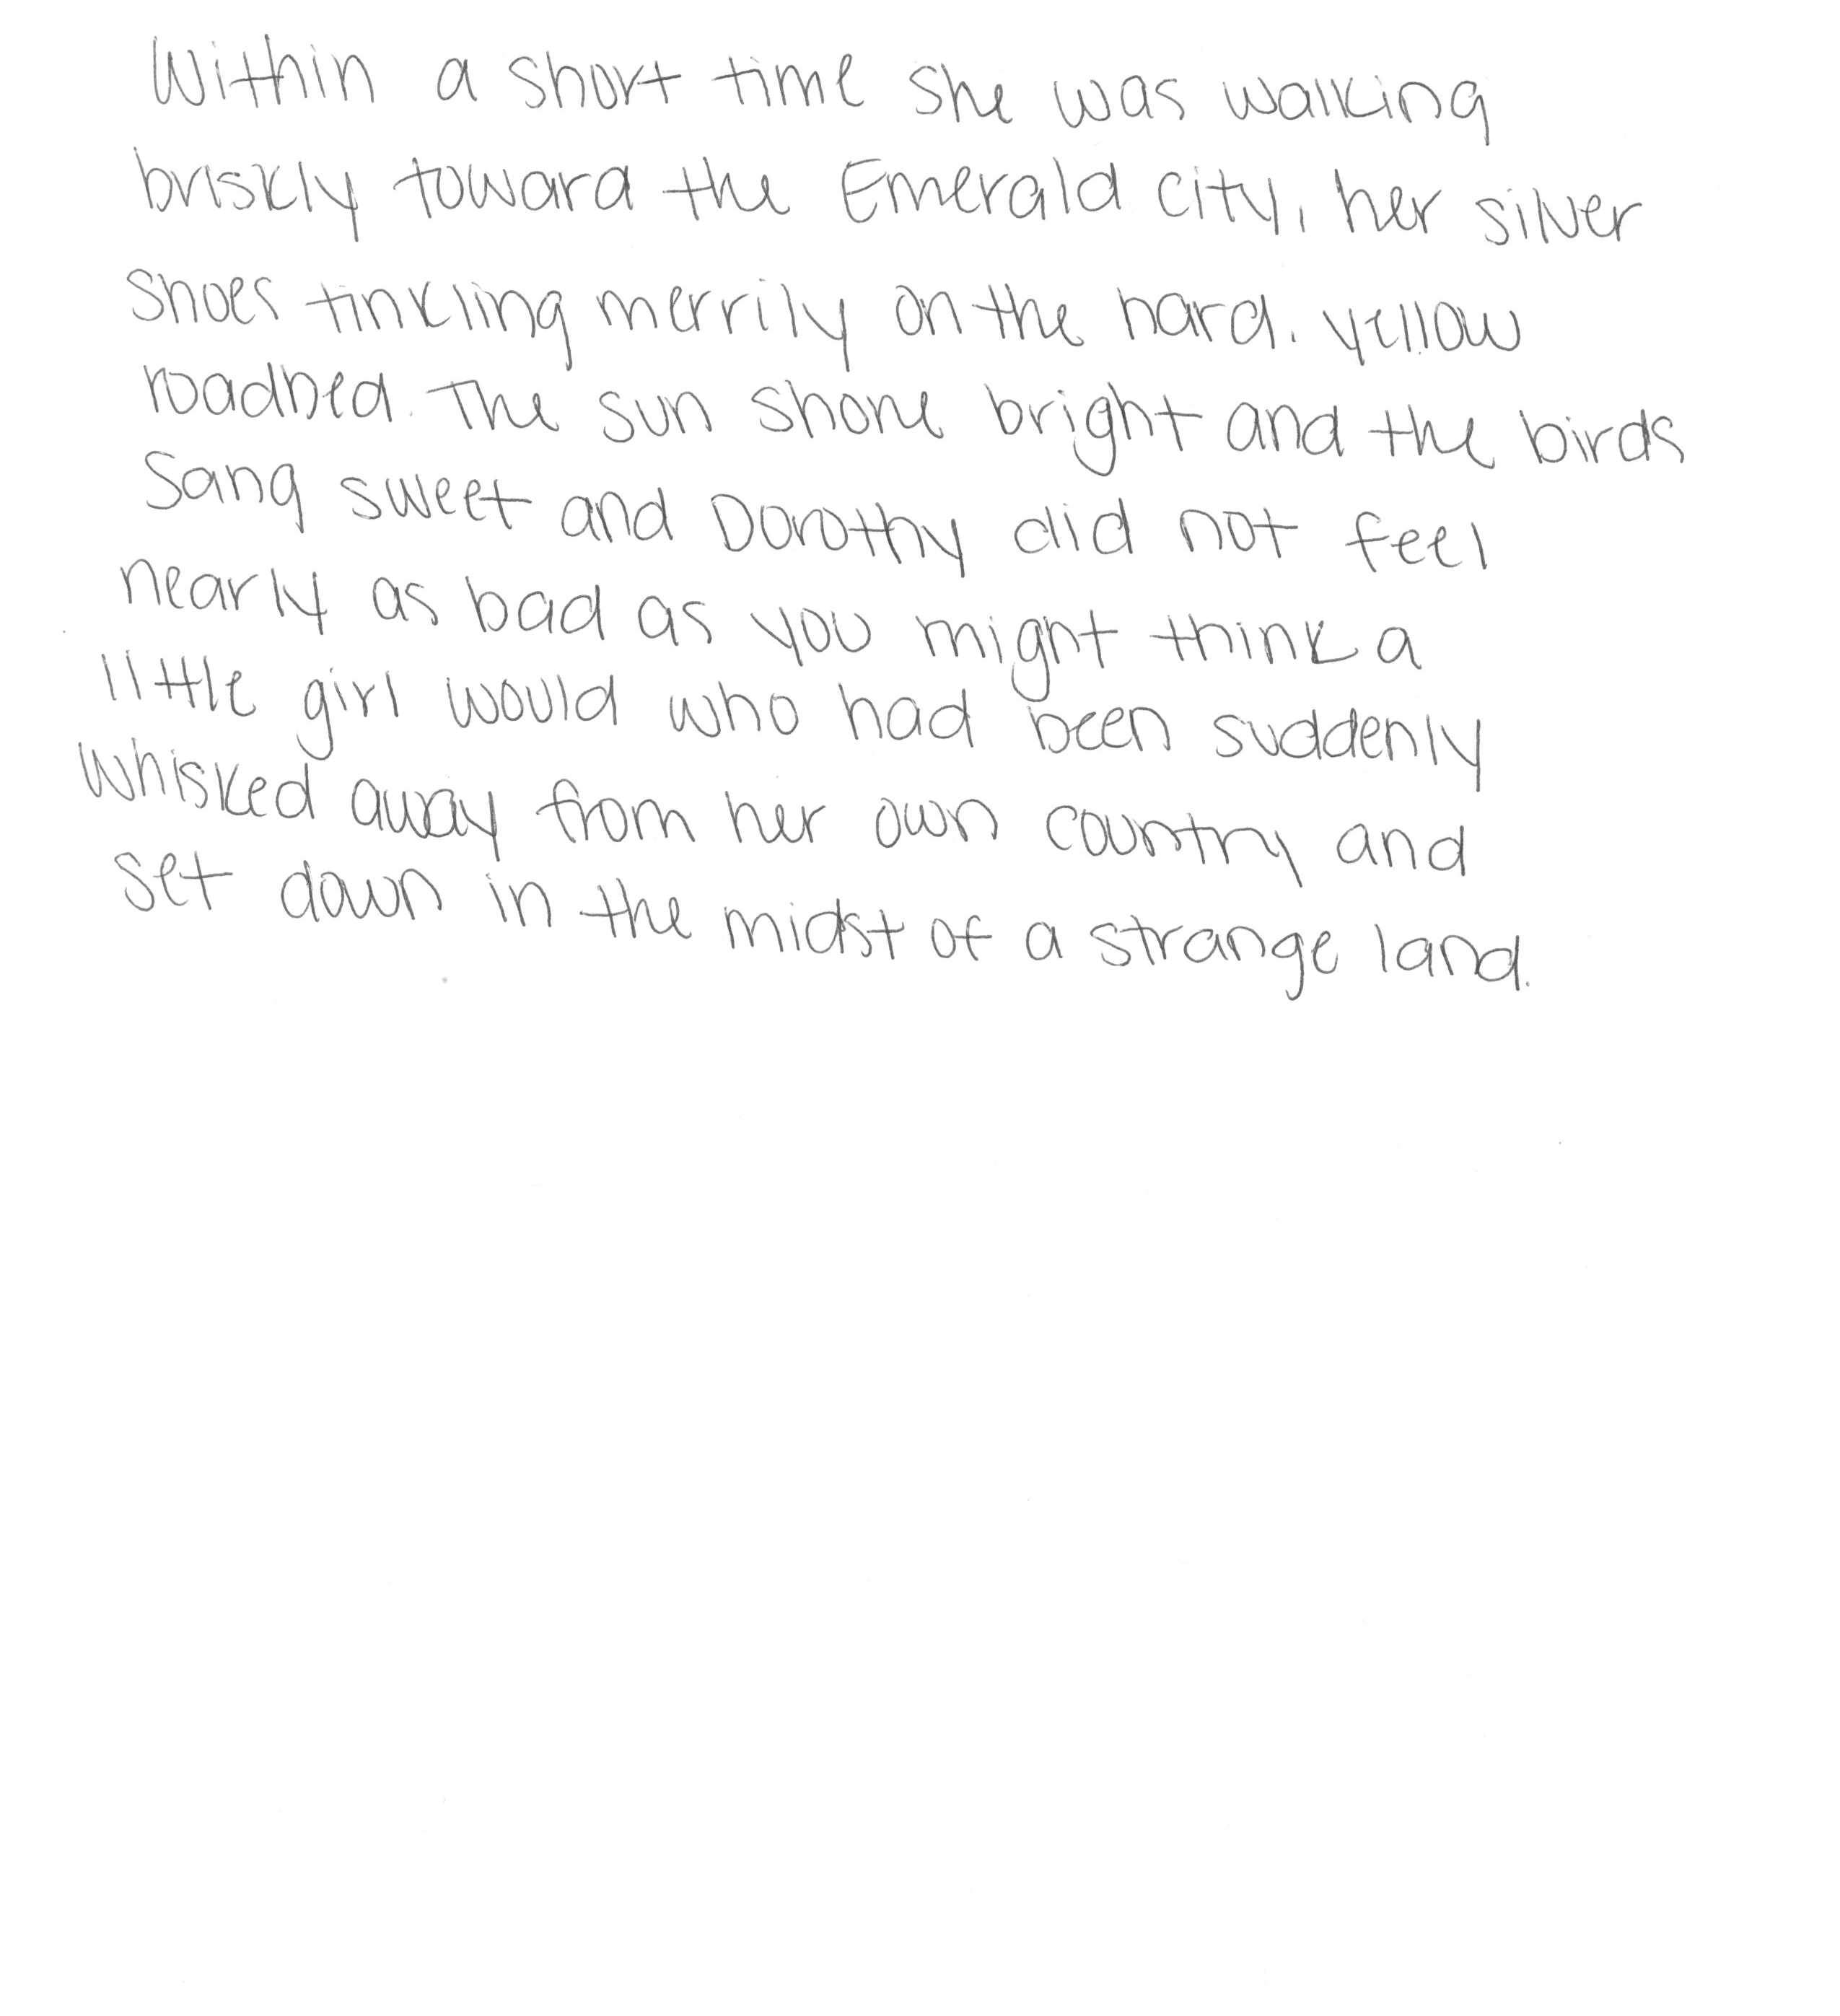 Within a short time she was walking
briskly toward the Emerald City, her silver
shoes tinkling merrily on the hard. yellow
roadbed. The sun shone bright and the birds
sang sweet and Dorothy did not feel
nearly as bad as you might think a
little girl would who had been suddenly
whisked away from her own country and
set down in the midst of a strange land.